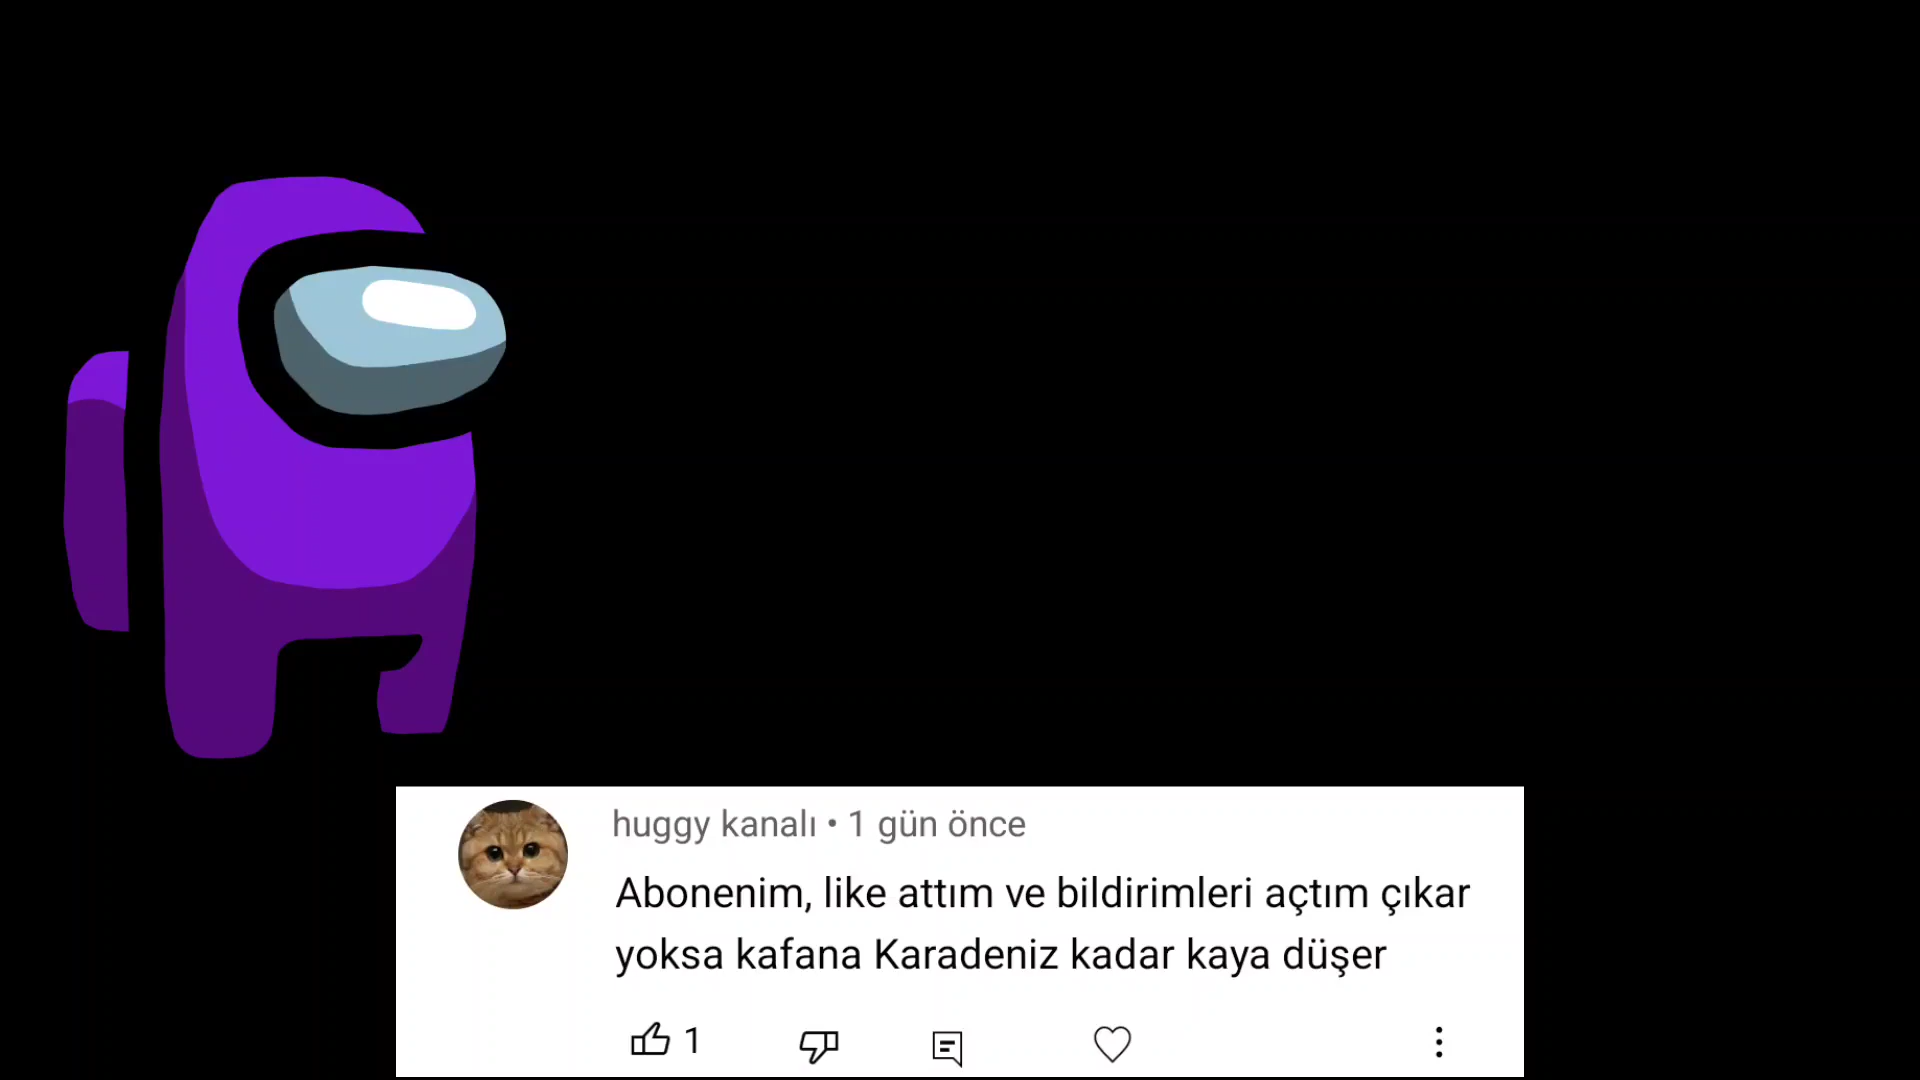 huggy kanalı • 1 gün önce
Abonenim, like attım ve bildirimleri açtım çıkar
yoksa kafana Karadeniz kadar kaya düşer
1